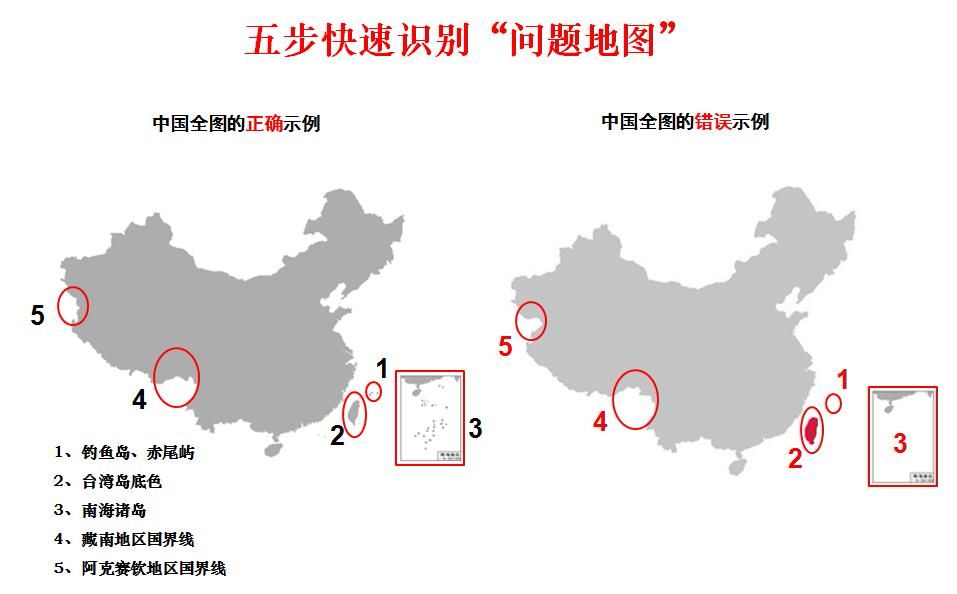 五步快速识别“问题地图”
中国全图的正确示例
中国全图的错误示例
5
4
1
2
3
5
4
1
2
3
1、钓鱼岛、赤尾屿
2、台湾岛底色
3、南海诸岛
4、藏南地区国界线
5、阿克赛钦地区国界线